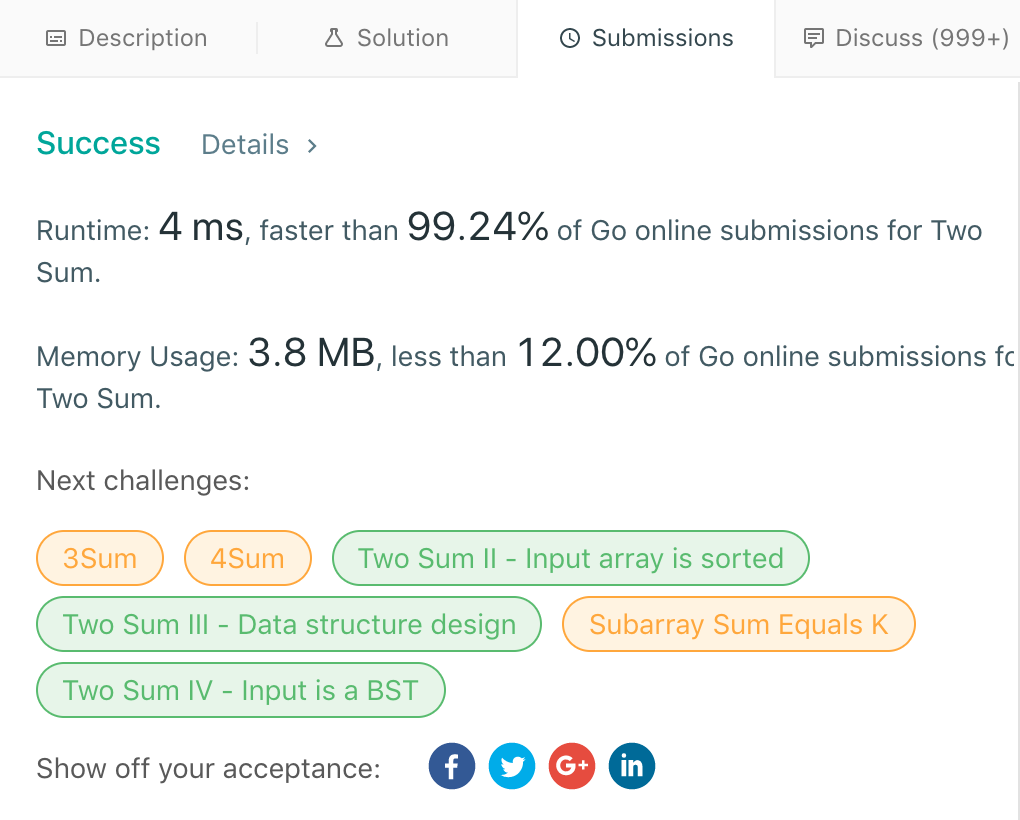 Description Solution Submissions Discuss (999+)
Success Details
Runtime: 4 ms, faster than 99.24% of Go online submissions for Two
Sum.
Memory Usage: 3.8 MB, less than 12.00% of Go online submissions fo
Two Sum.
Next challenges:
3Sum 4Sum Two Sum II - Input array is sorted
Two Sum III - Data structure design Subarray Sum Equals K
Two Sum IV - Input is a BST
Show off your acceptance: f G+ in